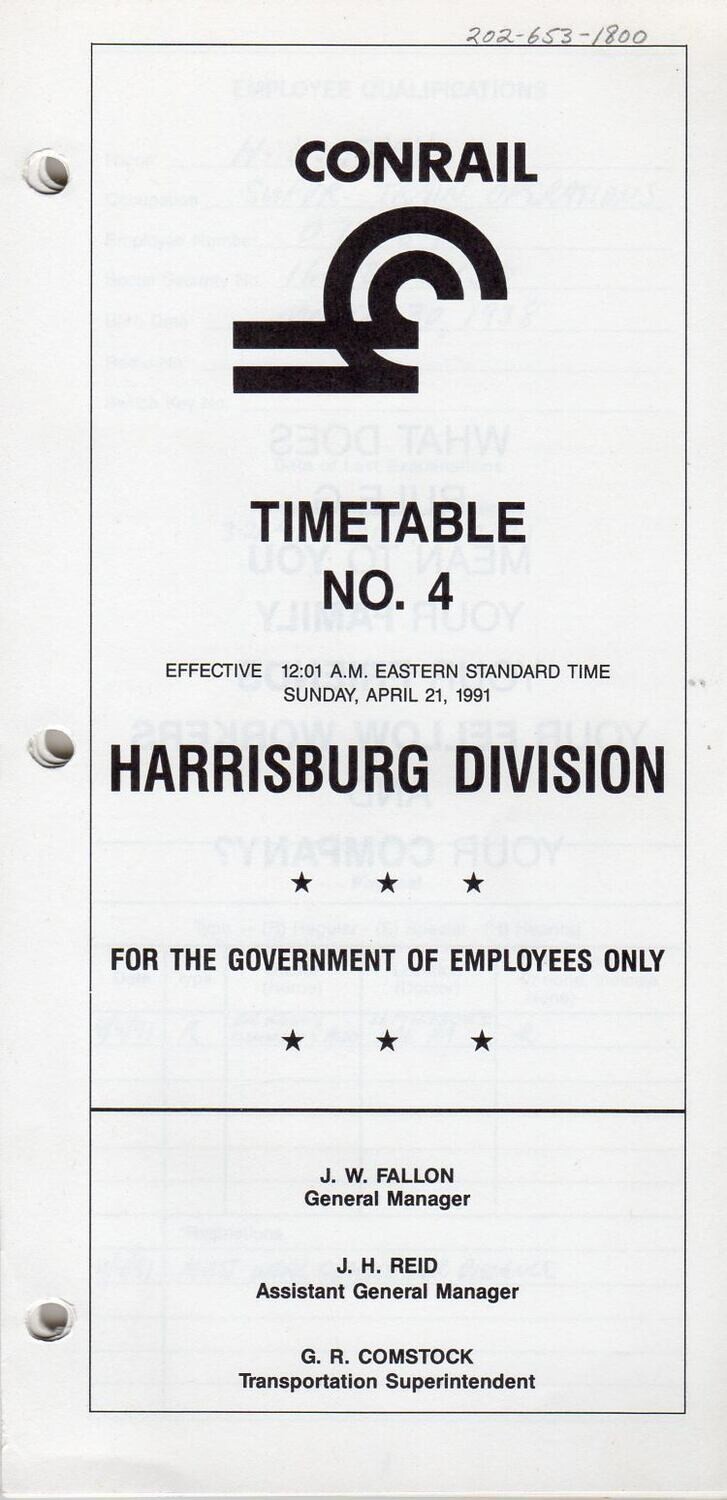 202-653-1800
CONRAIL
TIMETABLE
NO. 4
EFFECTIVE 12:01 A.M. EASTERN STANDARD TIME
SUNDAY, APRIL 21, 1991
HARRISBURG DIVISION
★ ★ ★
FOR THE GOVERNMENT OF EMPLOYEES ONLY
★ ★ ★
J. W. FALLON
General Manager
J. H. REID
Assistant General Manager
G. R. COMSTOCK
Transportation Superintendent